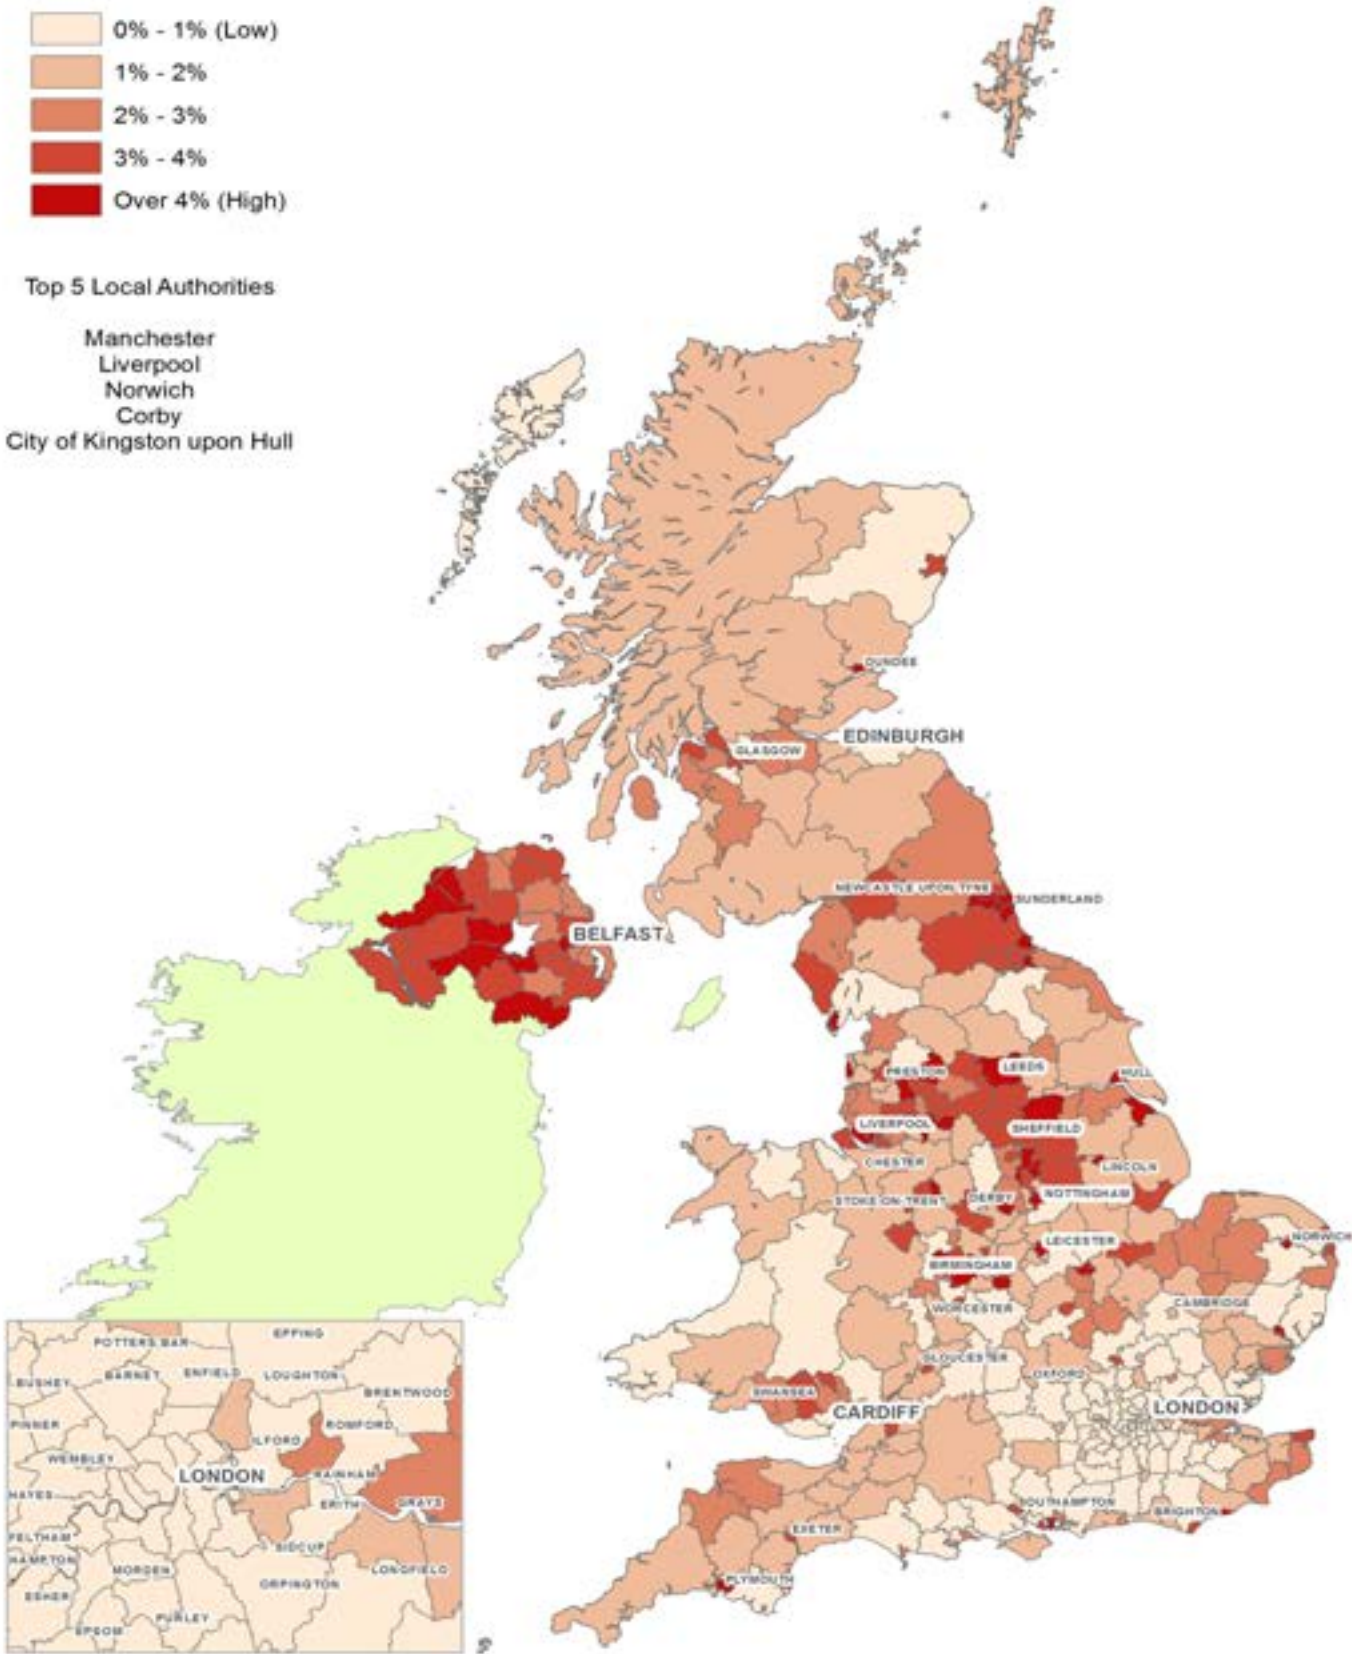 0% - 1% (Low)
1% - 2%
2% - 3%
3% - 4%
Over 4% (High)
Top 5 Local Authorities
Manchester
Liverpool
Norwich
Corby
City of Kingston upon Hull
DUNDEE
EDINBURGH
GLASGOW
NEWCASTLE UPON TYNE
SUNDERLAND
BELFAST
PRESTON
LEEDS
HULL
LIVERPOOL
SHEFFIELD
CHESTER
LINCOLN
STOKE-ON-TRENT
DERBY
NOTTINGHAM
LEICESTER
NORWICH
BIRMINGHAM
WORCESTER
CAMBRIDGE
GLOUCESTER
OXFORD
SWANSEA
CARDIFF
LONDON
SOUTHAMPTON
BRIGHTON
EXETER
PLYMOUTH
POTTERS BAR
EPPING
BUSHEY
BARNET
ENFIELD
LOUGHTON
BRENTWOOD
PINNER
ROMFORD
ILFORD
WEMBLEY
LONDON
RAINHAM
HAYES
ERITH
GRAYS
FELTHAM
SIDCUP
HAMPTON
MORDEN
LONGFIELD
ORPINGTON
ESHER
PURLEY
EPSOM